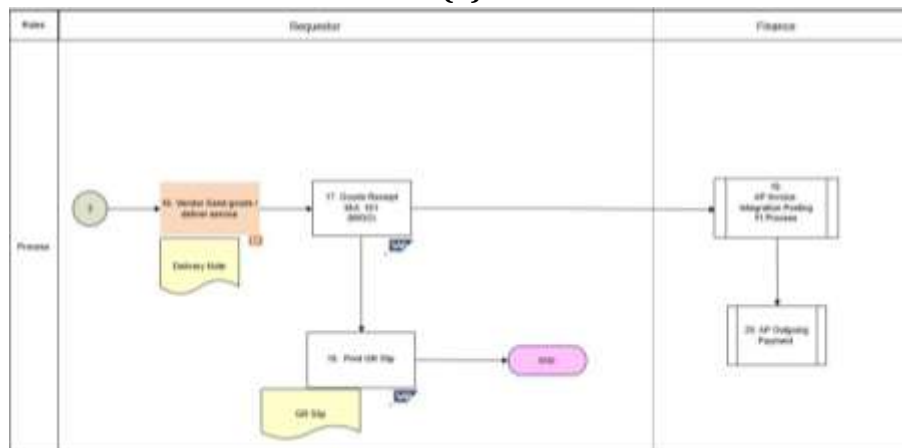 Roles
Requestor
Finance
Process
16. Vendor Send goods /
deliver service
Delivery Note
17. Goods Receipt
(MIGO)
18. Print GR Slip
GR Slip
END
AP Invoice
Integration Posting
FI Process
20. AP Outgoing
Payment